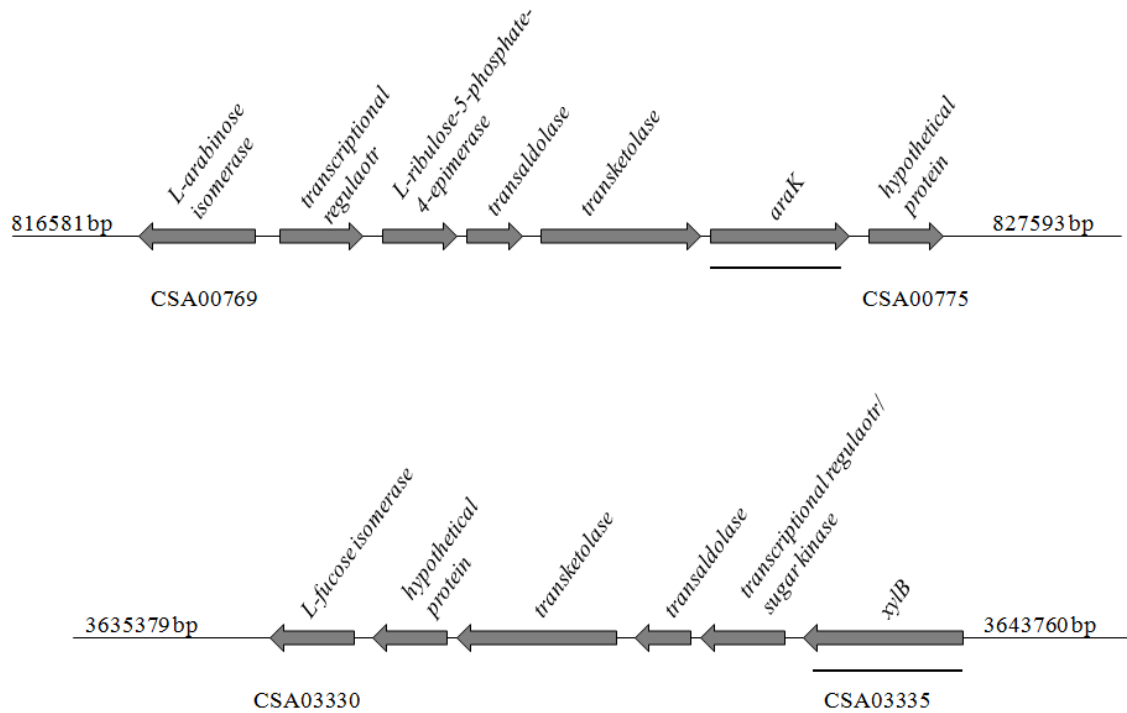 L-arabinose
isomerase
transcriptional
regulaotr
L-ribulose-5-phosphate-
4-epimerase
transaldolase
transketolase
araK
hypothetical
protein
816581 bp
827593 bp
CSA00769
CSA00775
L-fucose isomerase
hypothetical
protein
transketolase
transaldolase
transcriptional regulaotr/
sugar kinase
xylB
3635379 bp
3643760 bp
CSA03330
CSA03335